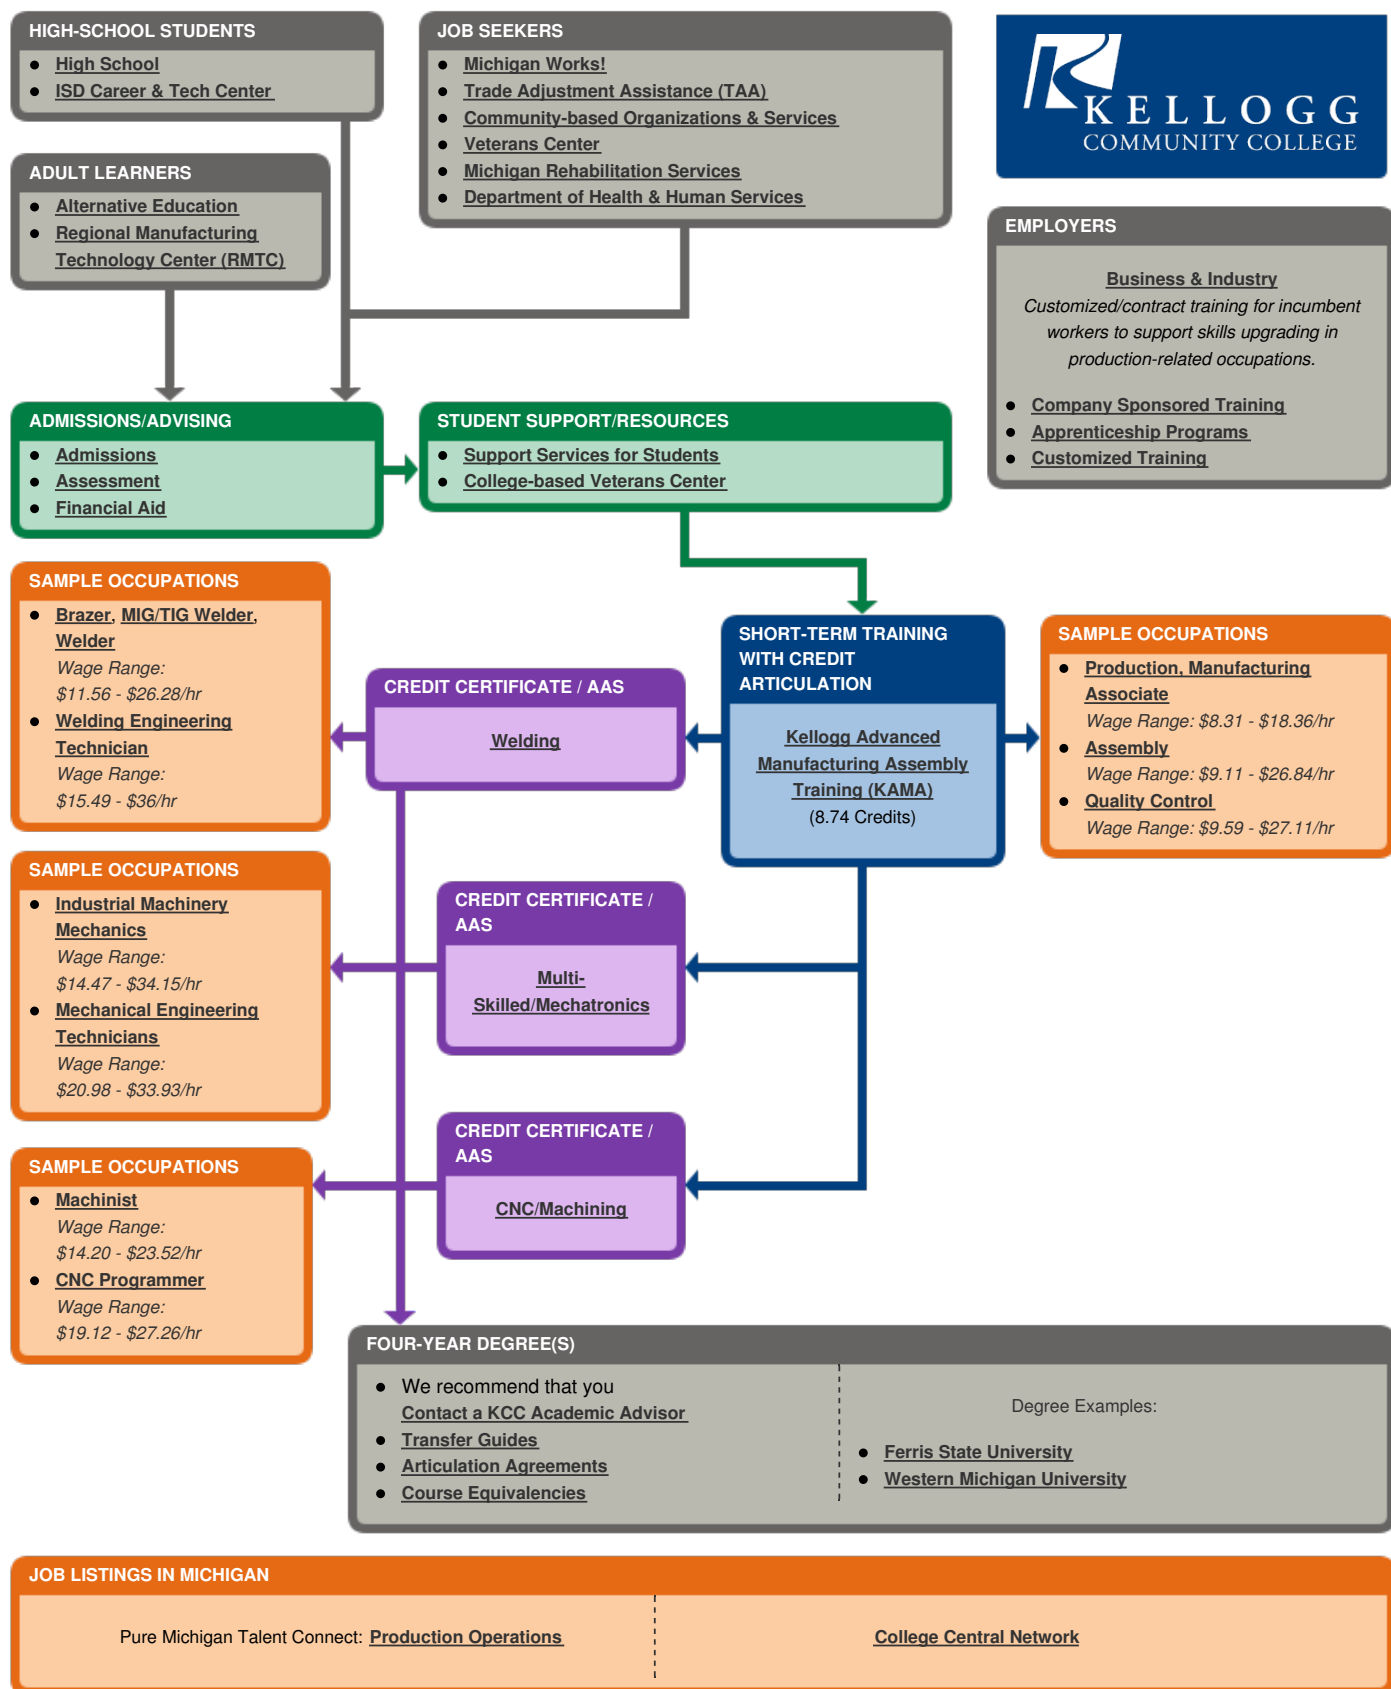 HIGH-SCHOOL STUDENTS
● High School
● ISD Career & Tech Center
JOB SEEKERS
● Michigan Works!
● Trade Adjustment Assistance (TAA)
● Community-based Organizations & Services
● Veterans Center
● Michigan Rehabilitation Services
● Department of Health & Human Services
KELLOGG
COMMUNITY COLLEGE
ADULT LEARNERS
● Alternative Education
● Regional Manufacturing
Technology Center (RMTC)
EMPLOYERS
Business & Industry
Customized/contract training for incumbent
workers to support skills upgrading in
production-related occupations.
● Company Sponsored Training
● Apprenticeship Programs
● Customized Training
ADMISSIONS/ADVISING
● Admissions
● Assessment
● Financial Aid
STUDENT SUPPORT/RESOURCES
● Support Services for Students
● College-based Veterans Center
SAMPLE OCCUPATIONS
● Brazer, MIG/TIG Welder,
Welder
Wage Range:
$11.56 - $26.28/hr
● Welding Engineering
Technician
Wage Range:
$15.49 - $36/hr
CREDIT CERTIFICATE / AAS
Welding
SHORT-TERM TRAINING
WITH CREDIT
ARTICULATION
Kellogg Advanced
Manufacturing Assembly
Training (KAMA)
(8.74 Credits)
SAMPLE OCCUPATIONS
● Production, Manufacturing
Associate
Wage Range: $8.31 - $18.36/hr
● Assembly
Wage Range: $9.11 - $26.84/hr
● Quality Control
Wage Range: $9.59 - $27.11/hr
SAMPLE OCCUPATIONS
● Industrial Machinery
Mechanics
Wage Range:
$14.47 - $34.15/hr
● Mechanical Engineering
Technicians
Wage Range:
$20.98 - $33.93/hr
CREDIT CERTIFICATE /
AAS
Multi-
Skilled/Mechatronics
SAMPLE OCCUPATIONS
● Machinist
Wage Range:
$14.20 - $23.52/hr
● CNC Programmer
Wage Range:
$19.12 - $27.26/hr
CREDIT CERTIFICATE /
AAS
CNC/Machining
FOUR-YEAR DEGREE(S)
● We recommend that you
Contact a KCC Academic Advisor
● Transfer Guides
● Articulation Agreements
● Course Equivalencies
Degree Examples:
● Ferris State University
● Western Michigan University
JOB LISTINGS IN MICHIGAN
Pure Michigan Talent Connect: Production Operations
College Central Network